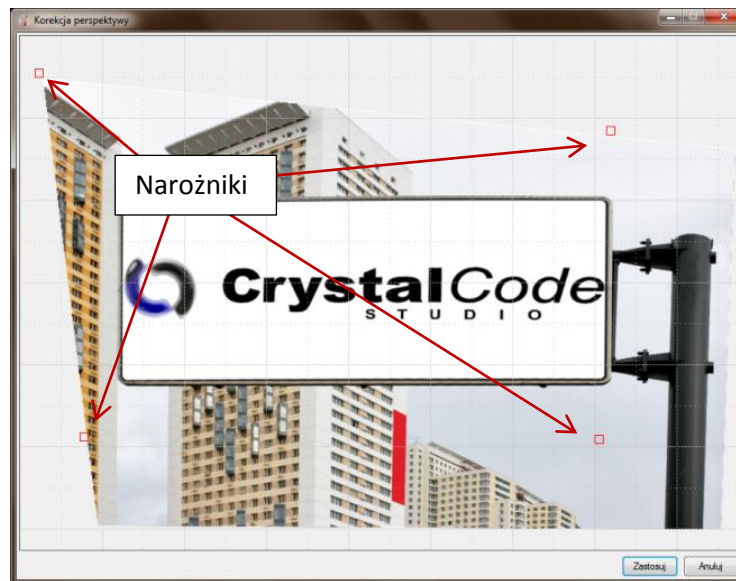 Korekcja perspektywy
Narożniki
CrystalCode
STUDIO
Zastosuj
Anuluj